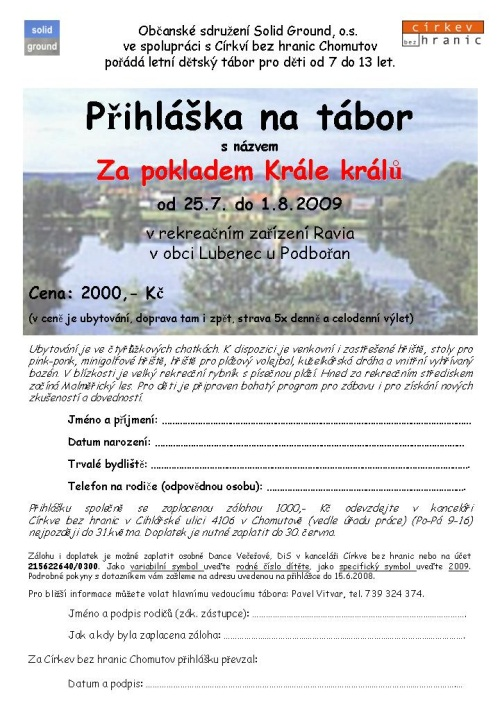 solid
ground
církev
bez hranic
Občanské sdružení Solid Ground, o.s.
ve spolupráci s Církví bez hranic Chomutov
pořádá letní dětský tábor pro děti od 7 do 13 let.
Přihláška na tábor
s názvem
Za pokladem Krále králů
od 25.7. do 1.8.2009
v rekreačním zařízení Ravia
v obci Lubenec u Podbořan
Cena: 2000,- Kč
(v ceně je ubytování, doprava tam i zpět, strava 5x denně a celodenní výlet)
Ubytování je ve čtyřlůžkových chatkách. K dispozici je venkovní i zastřešené hřiště, stoly pro
pink-ponk, minigolfové hřiště, hřiště pro plážový volejbal, kuželkářská dráha a vnitřní vyhřívaný
bazén. V blízkosti je velký rekreační rybník s písečnou pláží. Hned za rekreačním střediskem
začíná Malměřický les. Pro děti je připraven bohatý program pro zábavu i pro získání nových
zkušeností a dovedností.
Jméno a příjmení: ........................................................................
Datum narození: ........................................................................
Trvalé bydliště: ........................................................................
Telefon na rodiče (odpovědnou osobu): ................................................
Přihlášku společně se zaplacenou zálohou 1000,- Kč odevzdejte v kanceláři
Církve bez hranic v Cihlářské ulici 4106 v Chomutově (vedle úřadu práce) (Po-Pá 9-16)
nejpozději do 31.května. Doplatek je nutné zaplatit do 30. června.
Zálohu i doplatek je možné zaplatit osobně Dance Večeřové, DiS v kanceláři Církve bez hranic nebo na účet
215622640/0300. Jako variabilní symbol uveďte rodné číslo dítěte, jako specifický symbol uveďte 2009.
Podrobné pokyny s dotazníkem vám zašleme na adresu uvedenou na přihlášce do 15.6.2008.
Pro bližší informace můžete volat hlavnímu vedoucímu tábora: Pavel Vitvar, tel. 739 324 374.
Jméno a podpis rodičů (zák. zástupce): ................................................
Jak a kdy byla zaplacena záloha: ........................................................
Za Církev bez hranic Chomutov přihlášku převzal:
Datum a podpis: ........................................................................